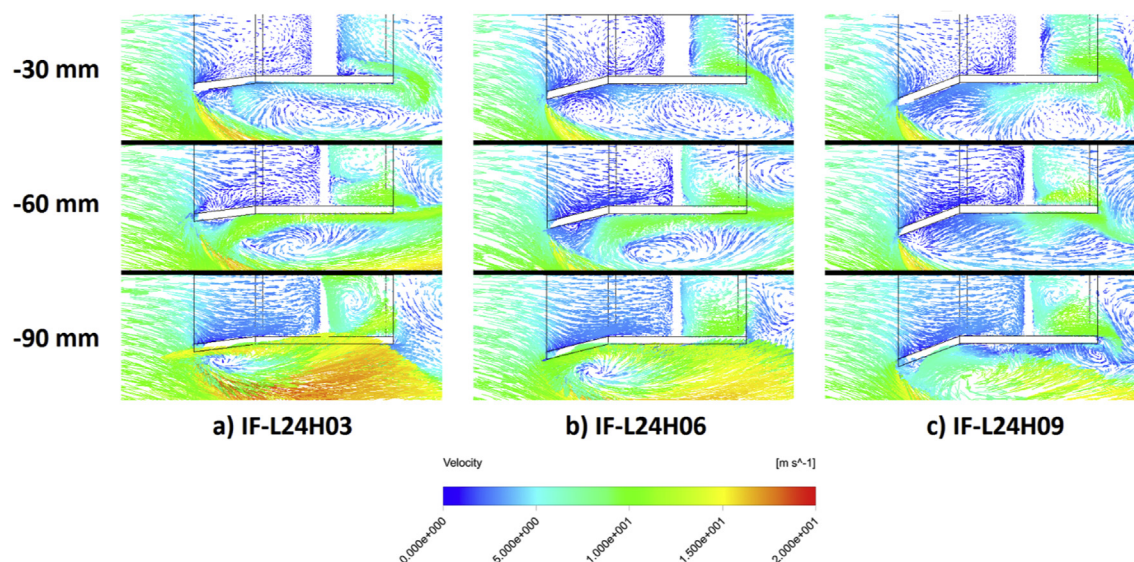 -30 mm
-60 mm
-90 mm
a) IF-L24H03
b) IF-L24H06
c) IF-L24H09
Velocity
[m s^-1]
0.000e+000
5.000e+000
1.000e+001
1.500e+001
2.000e+001